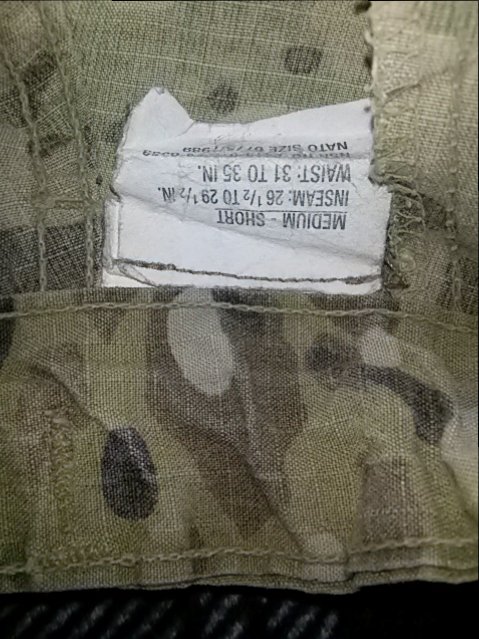 MEDIUM - SHORT
INSEAM: 26 1/2 TO 29 1/2 IN.
WAIST: 31 TO 35 IN.
NATO SIZE